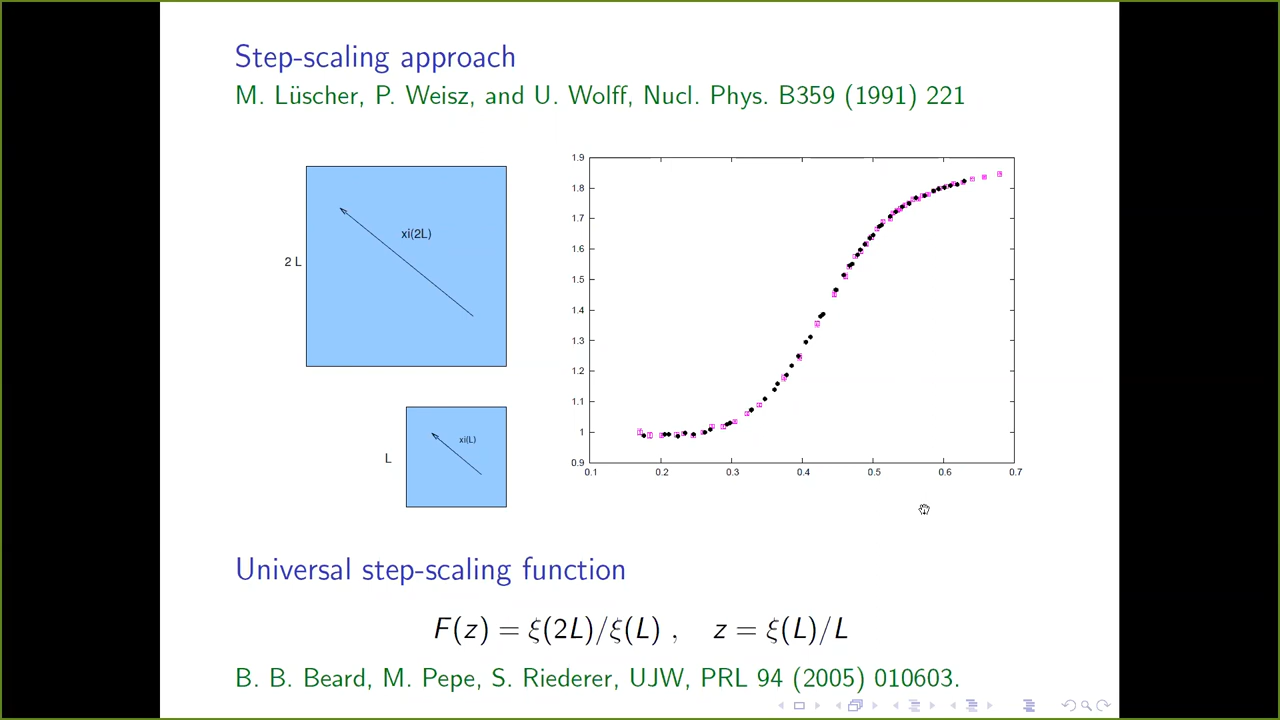 Step-scaling approach
M. Lüscher, P. Weisz, and U. Wolff, Nucl. Phys. B359 (1991) 221
2 L
xi(2L)
L
xi(L)
1.9
1.8
1.7
1.6
1.5
1.4
1.3
1.2
1.1
1
0.9
0.1 0.2 0.3 0.4 0.5 0.6 0.7
Universal step-scaling function
F(z) = ξ(2L)/ξ(L) , z = ξ(L)/L
B. B. Beard, M. Pepe, S. Riederer, UJW, PRL 94 (2005) 010603.